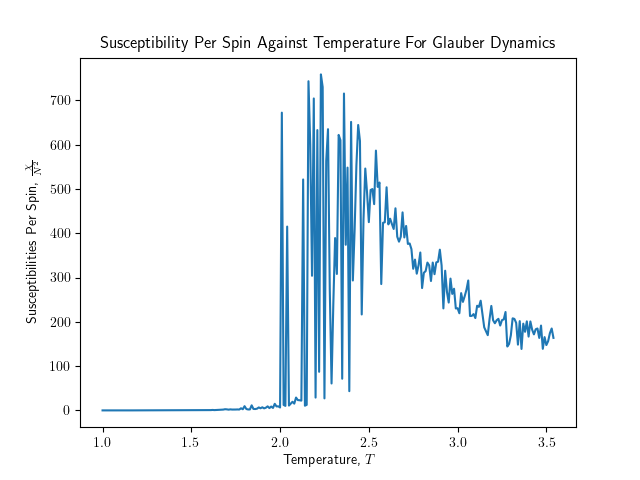 Susceptibility Per Spin Against Temperature For Glauber Dynamics
Susceptibilities Per Spin, χ/N²
700
600
500
400
300
200
100
0
1.0 1.5 2.0 2.5 3.0 3.5
Temperature, T